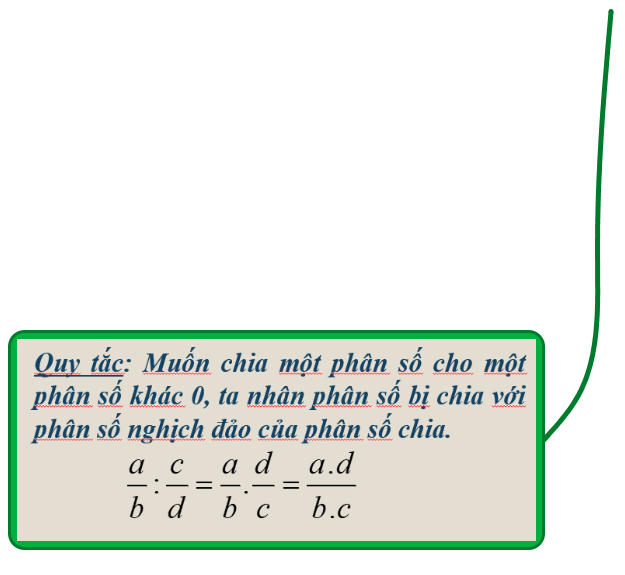 Quy tắc: Muốn chia một phân số cho một
phân số khác 0, ta nhân phân số bị chia với
phân số nghịch đảo của phân số chia.
a/b : c/d = a/b . d/c = a.d/b.c